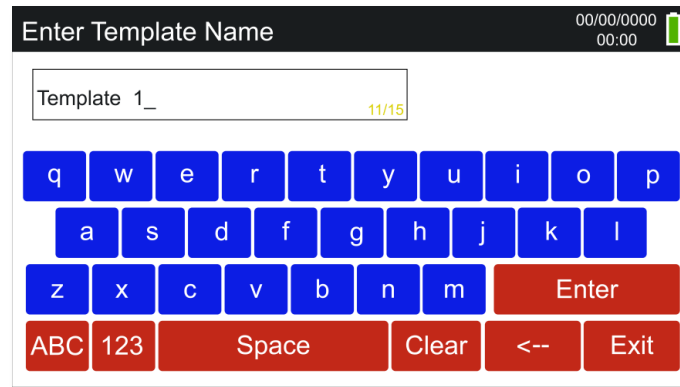 Enter Template Name
00/00/0000
00:00
Template 1_
11/15
q w e r t y u i o p
a s d f g h j k l
z x c v b n m Enter
ABC 123 Space Clear <-- Exit